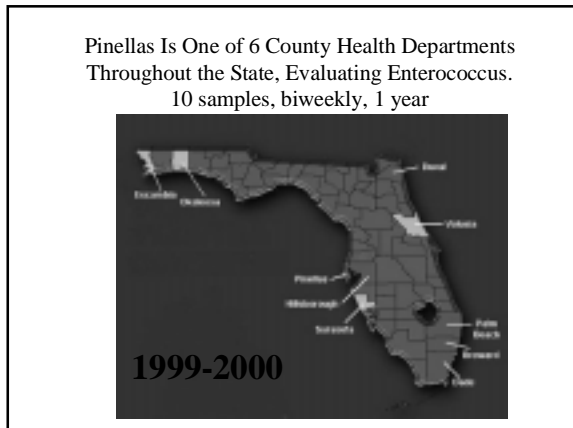 Pinellas Is One of 6 County Health Departments
Throughout the State, Evaluating Enterococcus.
10 samples, biweekly, 1 year
Duval
Escambia
Okaloosa
Volusia
Pinellas
Hillsborough
Sarasota
Palm
Beach
Broward
Dade
1999-2000